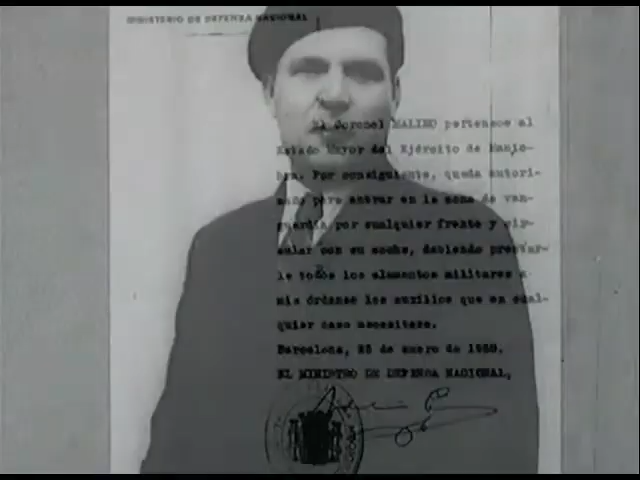 MINISTERIO DE DEFENSA NACIONAL
El Coronel MALINO pertenece al
Estado Mayor del Ejército de Manio-
bra. Por consiguiente, queda autori-
zado para entrar en la zona de van-
guardia por cualquier frente y cir-
cular con su coche, debiendo prestar-
le todos los elementos militares a
mis órdenes los auxilios que en cual-
quier caso necesitare.
Barcelona, 25 de enero de 1938.
EL MINISTRO DE DEFENSA NACIONAL,